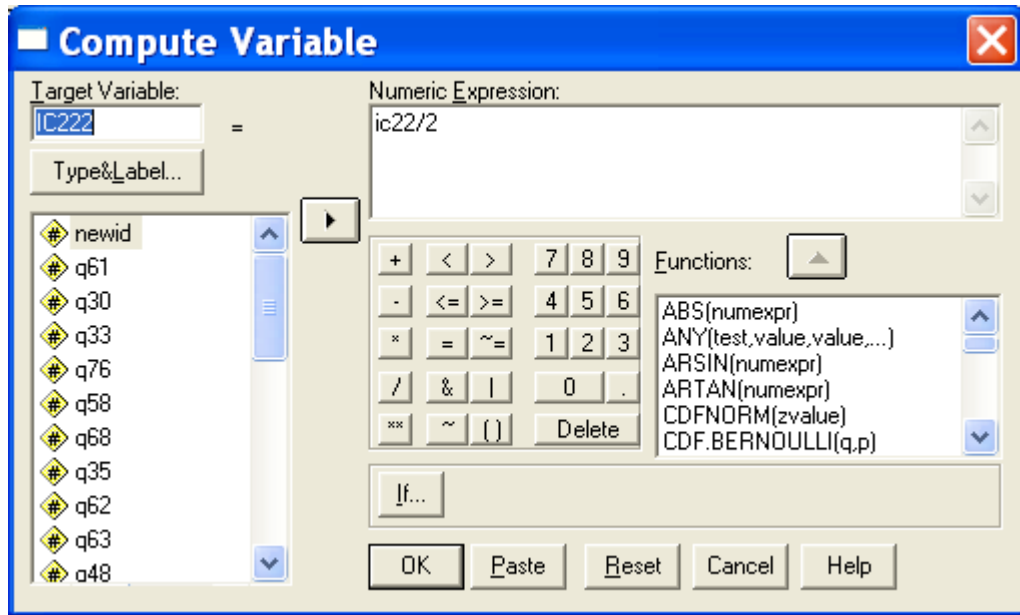 Compute Variable
Target Variable:
IC222
=
Type&Label...
newid
q61
q30
q33
q76
q58
q68
q35
q62
q63
q48
Numeric Expression:
ic22/2
+ < > 7 8 9
- <= >= 4 5 6
* = ~= 1 2 3
/ & | 0 .
** ~ () Delete
Functions:
ABS(numexpr)
ANY(test,value,value,...)
ARSIN(numexpr)
ARTAN(numexpr)
CDFNORM(zvalue)
CDF.BERNOULLI(q,p)
If...
OK Paste Reset Cancel Help